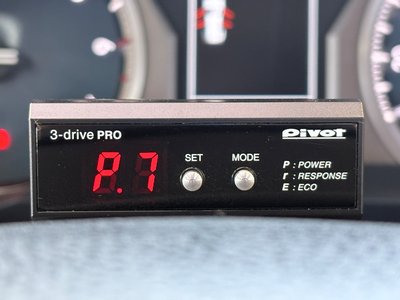 3-drive PRO
pivot
P.7
SET
MODE
P : POWER
r : RESPONSE
E : ECO